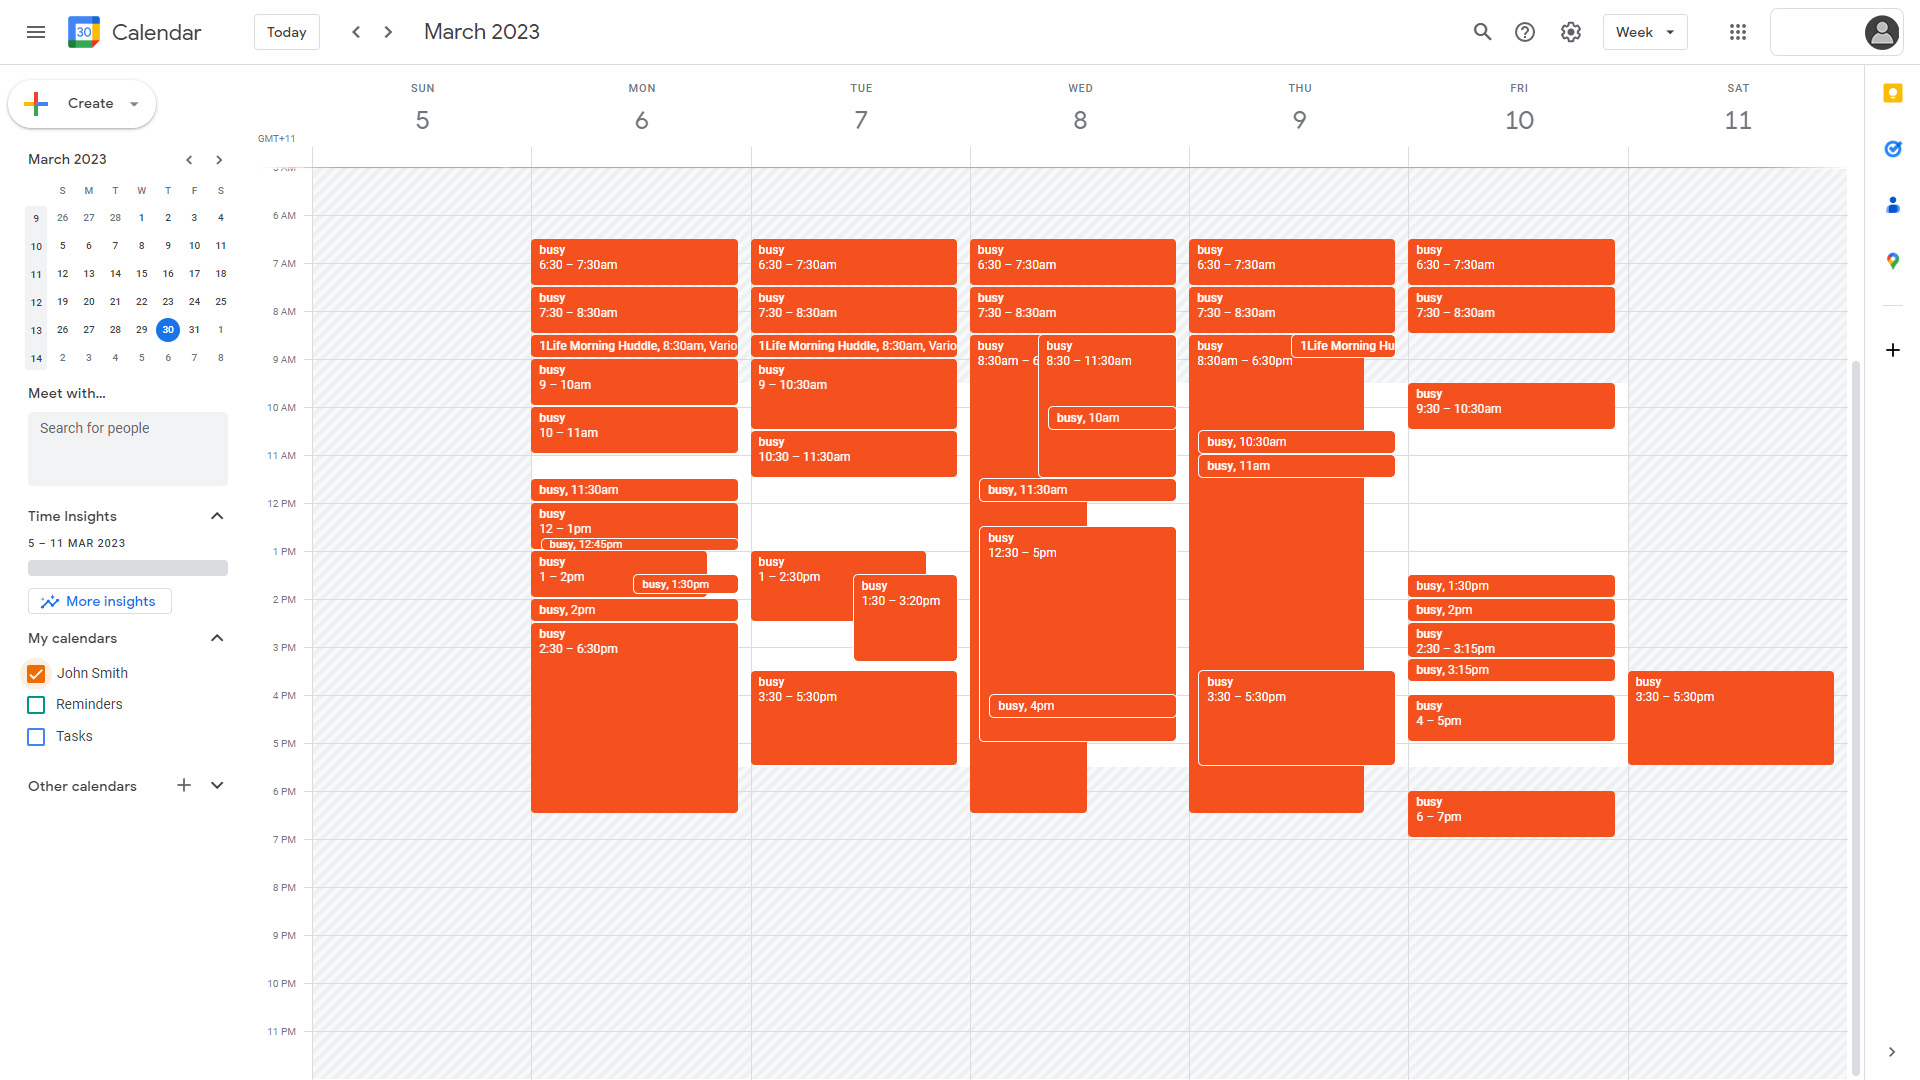 30
Calendar
Today
March 2023
Week
Create
March 2023
S M T W T F S
9 26 27 28 1 2 3 4
10 5 6 7 8 9 10 11
11 12 13 14 15 16 17 18
12 19 20 21 22 23 24 25
13 26 27 28 29 30 31 1
14 2 3 4 5 6 7 8
Meet with...
Search for people
Time Insights
5 – 11 MAR 2023
More insights
My calendars
John Smith
Reminders
Tasks
Other calendars
GMT+11
SUN
5
MON
6
TUE
7
WED
8
THU
9
FRI
10
SAT
11
5 AM
6 AM
7 AM
8 AM
9 AM
10 AM
11 AM
12 PM
1 PM
2 PM
3 PM
4 PM
5 PM
6 PM
7 PM
8 PM
9 PM
10 PM
11 PM
busy
6:30 – 7:30am
busy
7:30 – 8:30am
1Life Morning Huddle, 8:30am, Vario
busy
9 – 10am
busy
10 – 11am
busy, 11:30am
busy
12 – 1pm
busy, 12:45pm
busy
1 – 2pm
busy, 1:30pm
busy, 2pm
busy
2:30 – 6:30pm
busy
6:30 – 7:30am
busy
7:30 – 8:30am
1Life Morning Huddle, 8:30am, Vario
busy
9 – 10:30am
busy
10:30 – 11:30am
busy
1 – 2:30pm
busy
1:30 – 3:20pm
busy
3:30 – 5:30pm
busy
6:30 – 7:30am
busy
7:30 – 8:30am
busy
8:30am – 6
busy
8:30 – 11:30am
busy, 10am
busy, 11:30am
busy
12:30 – 5pm
busy, 4pm
busy
6:30 – 7:30am
busy
7:30 – 8:30am
busy
8:30am – 6:30pm
1Life Morning Hu
busy, 10:30am
busy, 11am
busy
3:30 – 5:30pm
busy
6:30 – 7:30am
busy
7:30 – 8:30am
busy
9:30 – 10:30am
busy, 1:30pm
busy, 2pm
busy
2:30 – 3:15pm
busy, 3:15pm
busy
4 – 5pm
busy
6 – 7pm
busy
3:30 – 5:30pm